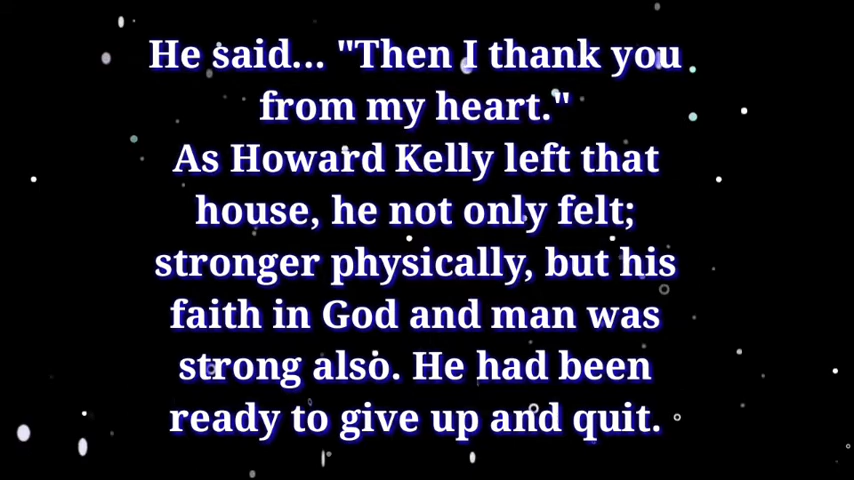 He said... "Then I thank you
from my heart."
As Howard Kelly left that
house, he not only felt;
stronger physically, but his
faith in God and man was
strong also. He had been
ready to give up and quit.